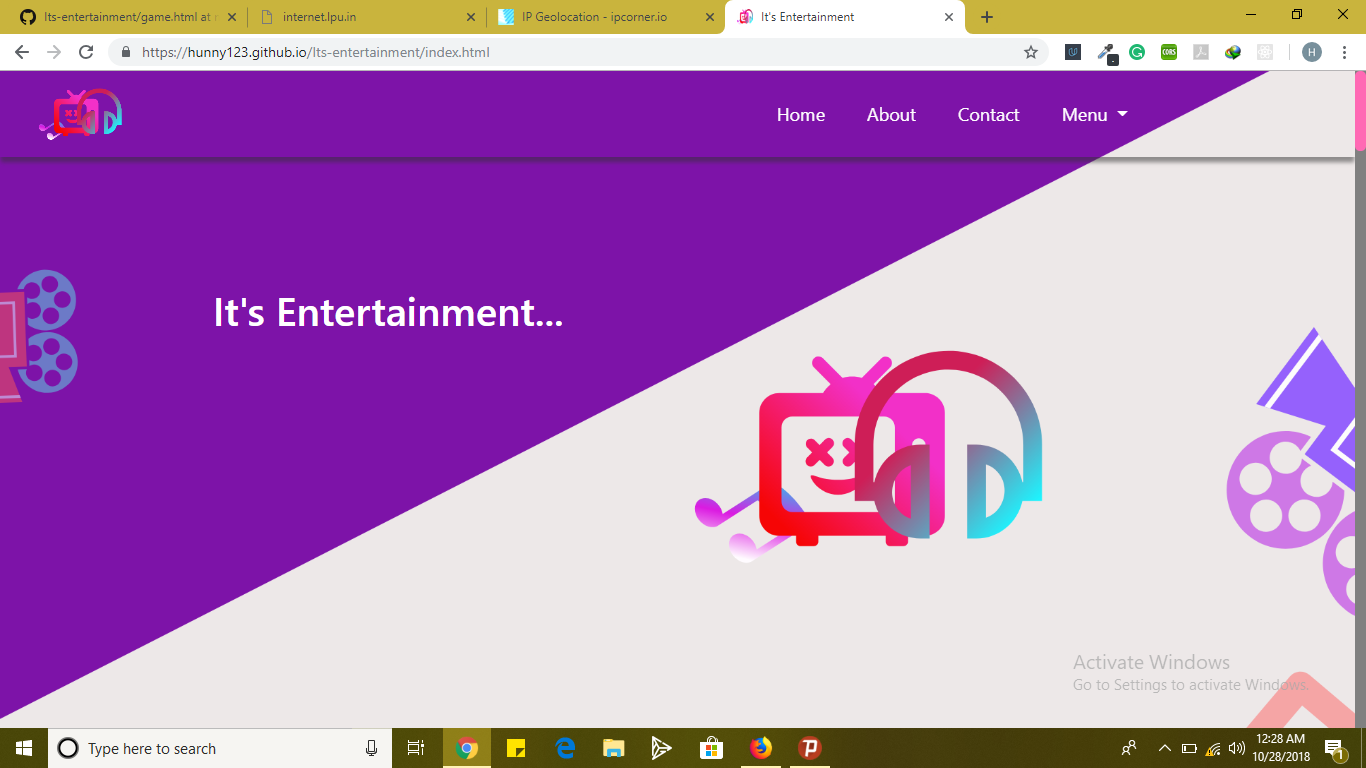 Its-entertainment/game.html at
internet.lpu.in
IP Geolocation - ipcorner.io
It's Entertainment
https://hunny123.github.io/Its-entertainment/index.html
CORS
H
Home
About
Contact
Menu
It's Entertainment...
Activate Windows
Go to Settings to activate Windows.
Type here to search
12:28 AM
10/28/2018
1